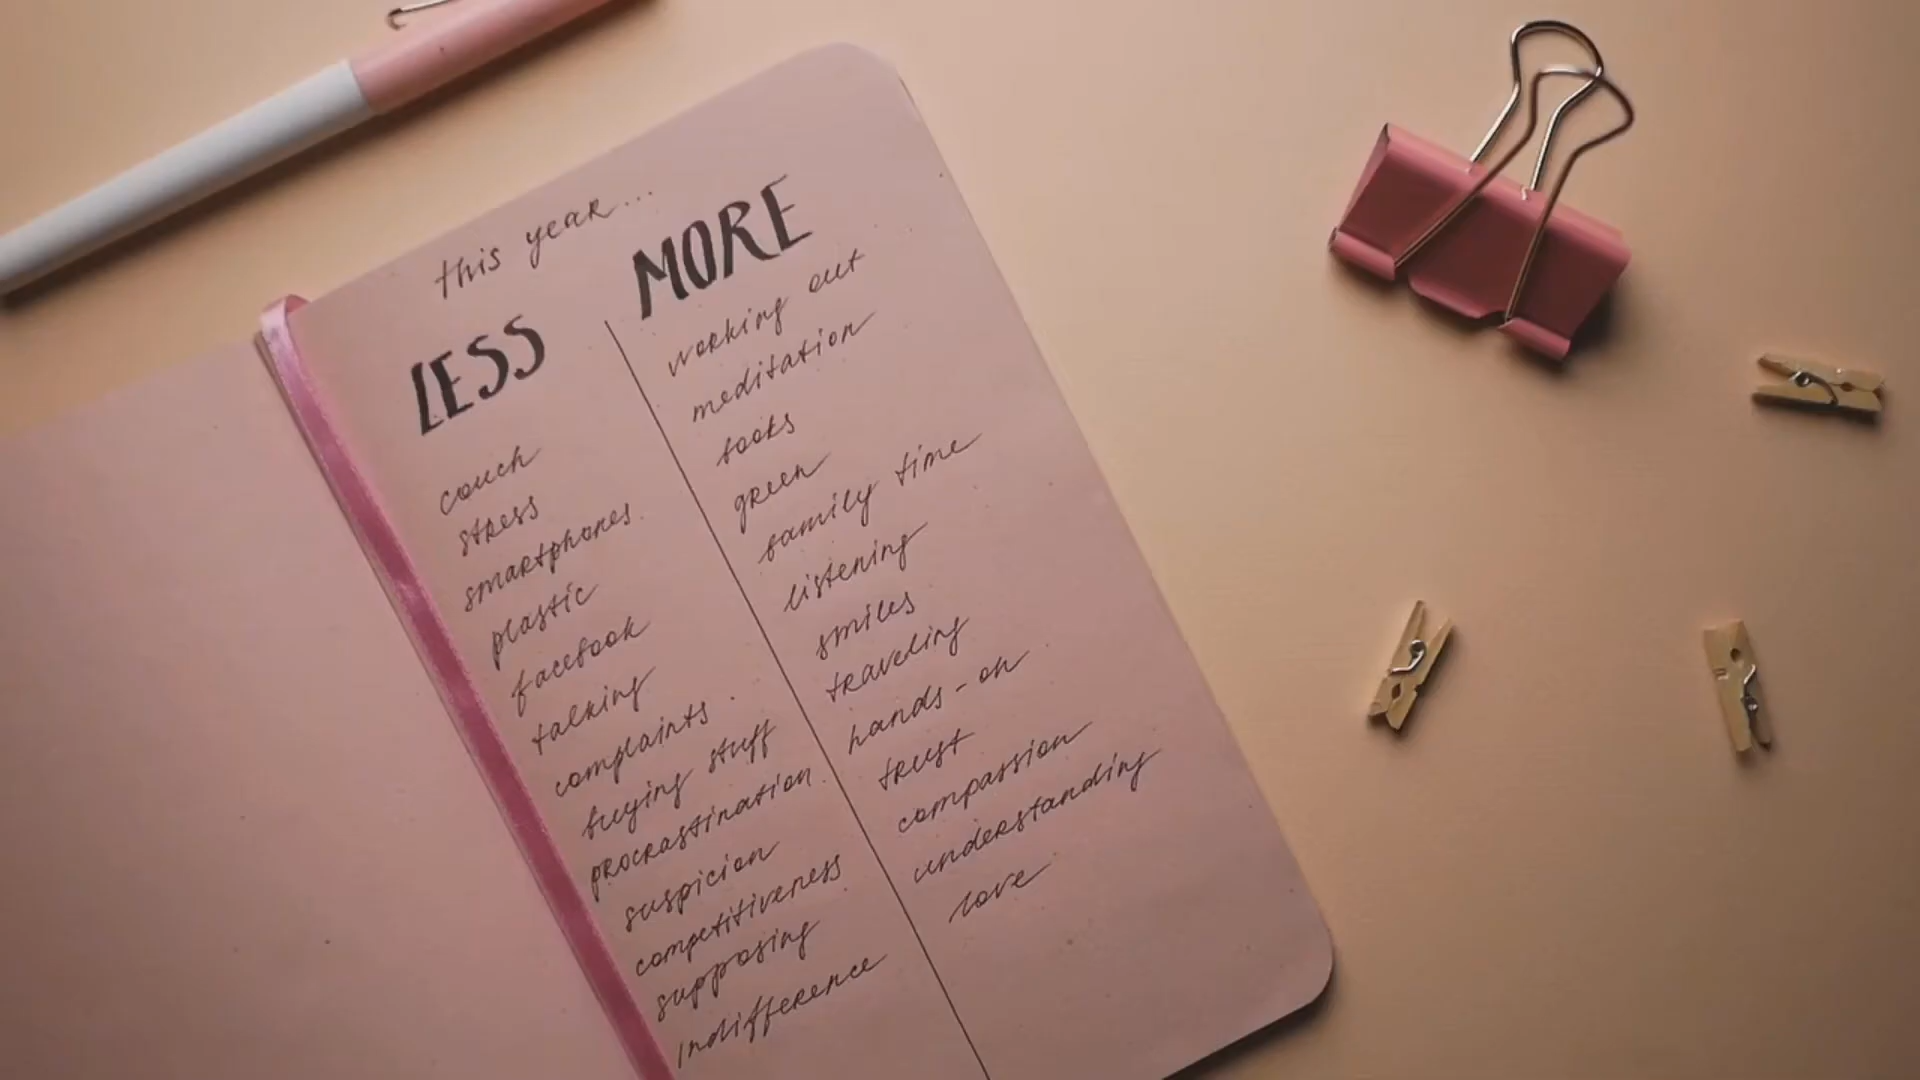 this year...
LESS
couch
stress
smartphones
plastic
facebook
talking
complaints
buying stuff
procrastination
suspicion
competitiveness
supposing
indifference
MORE
working out
meditation
books
green
family time
listening
smiles
traveling
hands-on
trust
compassion
understanding
love